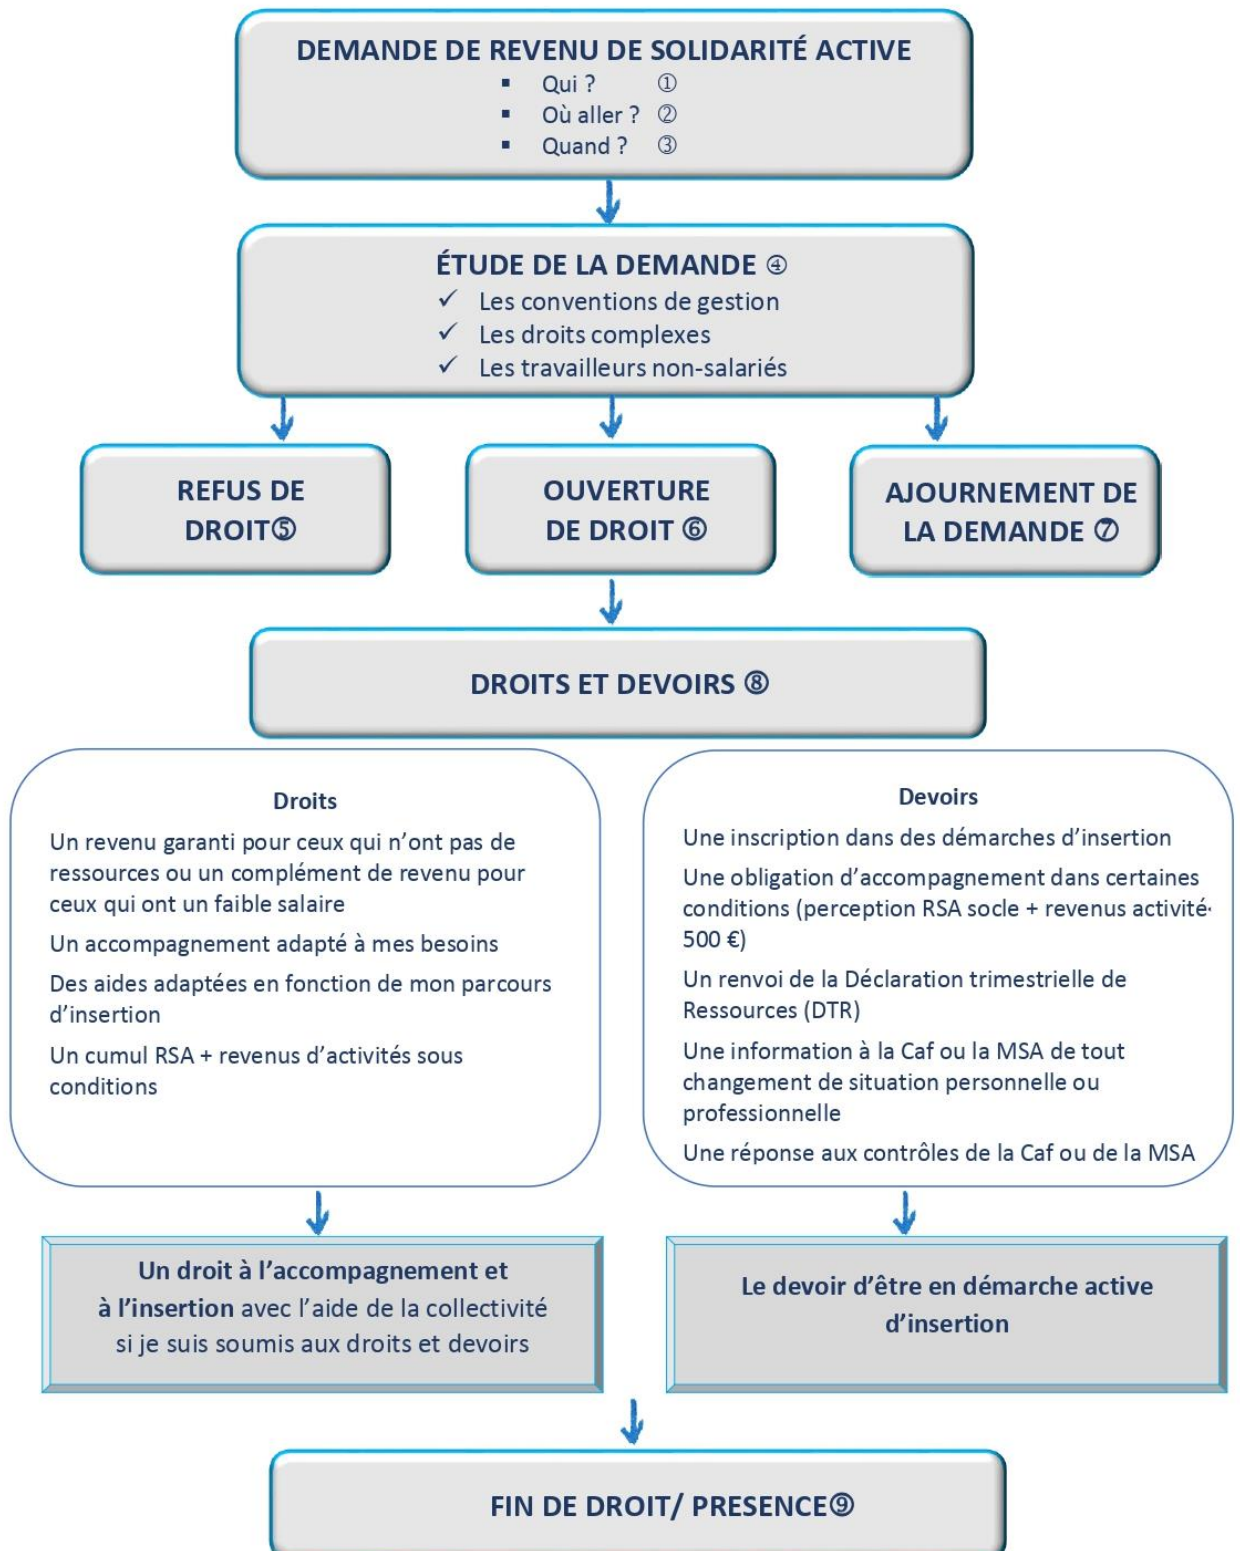 DEMANDE DE REVENU DE SOLIDARITÉ ACTIVE
▪ Qui ? ①
▪ Où aller ? ②
▪ Quand ? ③
ÉTUDE DE LA DEMANDE ④
✓ Les conventions de gestion
✓ Les droits complexes
✓ Les travailleurs non-salariés
REFUS DE
DROIT⑤
OUVERTURE
DE DROIT ⑥
AJOURNEMENT DE
LA DEMANDE ⑦
DROITS ET DEVOIRS ⑧
Droits
Un revenu garanti pour ceux qui n’ont pas de
ressources ou un complément de revenu pour
ceux qui ont un faible salaire
Un accompagnement adapté à mes besoins
Des aides adaptées en fonction de mon parcours
d’insertion
Un cumul RSA + revenus d’activités sous
conditions
Devoirs
Une inscription dans des démarches d’insertion
Une obligation d’accompagnement dans certaines
conditions (perception RSA socle + revenus activité
500 €)
Un renvoi de la Déclaration trimestrielle de
Ressources (DTR)
Une information à la Caf ou la MSA de tout
changement de situation personnelle ou
professionnelle
Une réponse aux contrôles de la Caf ou de la MSA
Un droit à l’accompagnement et
à l’insertion avec l’aide de la collectivité
si je suis soumis aux droits et devoirs
Le devoir d’être en démarche active
d’insertion
FIN DE DROIT/ PRESENCE⑨